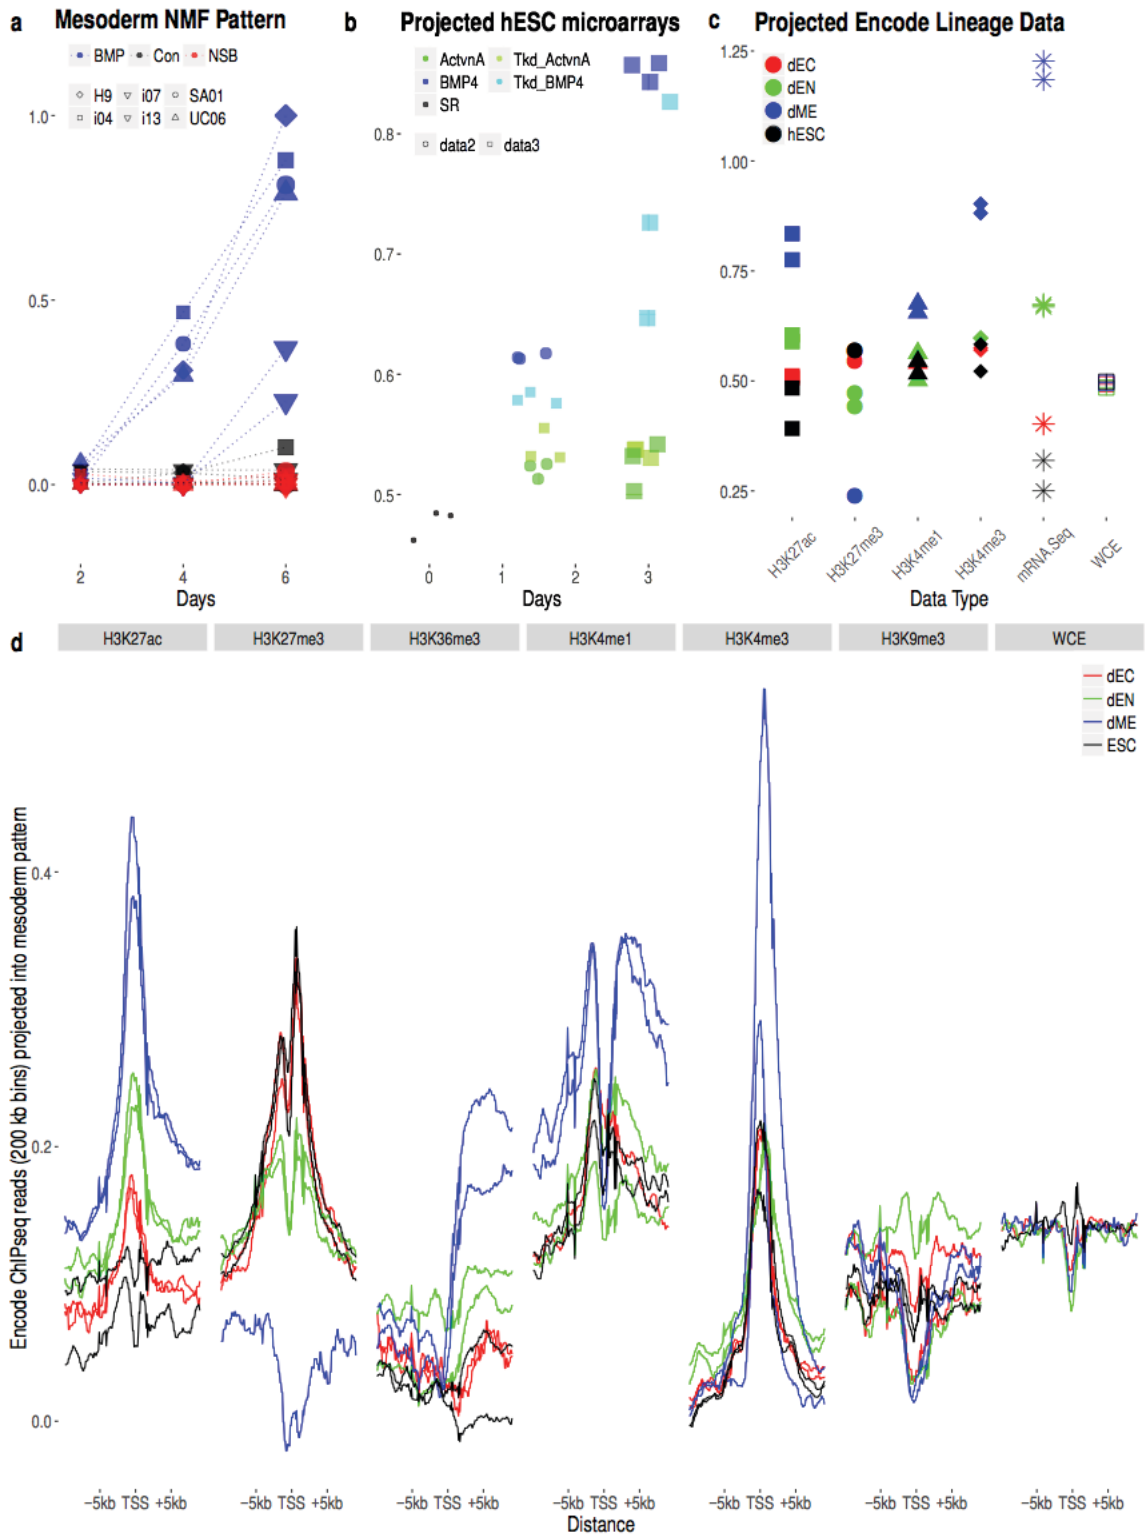 a Mesoderm NMF Pattern
BMP Con NSB
H9 i07 SA01
i04 i13 UC06
1.0
0.5
0.0
2 4 6
Days
b Projected hESC microarrays
ActvnA Tkd_ActvnA
BMP4 Tkd_BMP4
SR
data2 data3
0.8
0.7
0.6
0.5
0 1 2 3
Days
c Projected Encode Lineage Data
1.25
dEC
dEN
dME
hESC
1.00
0.75
0.50
0.25
H3K27ac H3K27me3 H3K4me1 H3K4me3 mRNA.Seq WCE
Data Type
d
H3K27ac H3K27me3 H3K36me3 H3K4me1 H3K4me3 H3K9me3 WCE
dEC
dEN
dME
ESC
Encode ChIPseq reads (200 kb bins) projected into mesoderm pattern
0.4
0.2
0.0
−5kb TSS +5kb −5kb TSS +5kb −5kb TSS +5kb −5kb TSS +5kb −5kb TSS +5kb −5kb TSS +5kb −5kb TSS +5kb
Distance